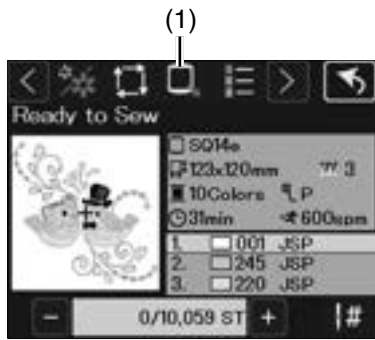 (1)
Ready to Sew
SQ14e
123x120mm 3
10Colors P
31min 600spm
1. 001 JSP
2. 245 JSP
3. 220 JSP
- 0/10,059 ST + #